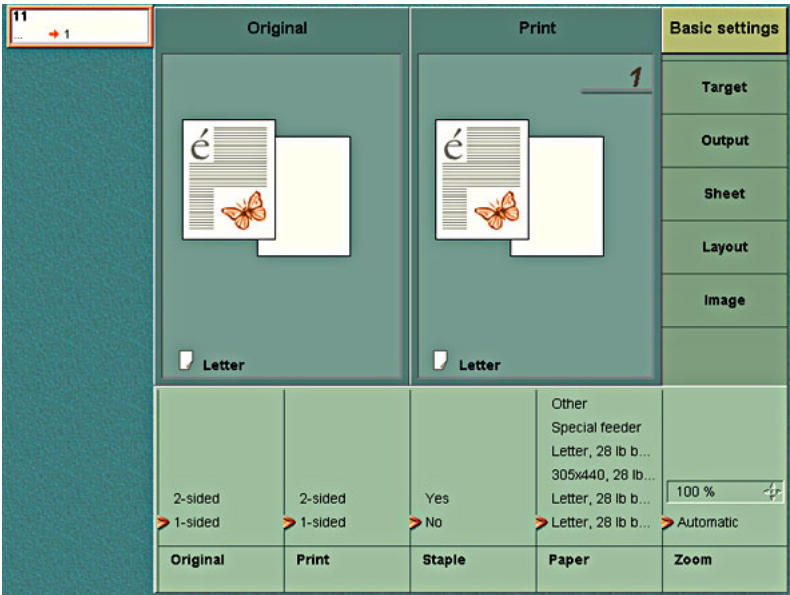 11
... → 1
Original
Print
Basic settings
1
Target
Output
Sheet
Layout
Image
é
é
Letter
Letter
Other
Special feeder
Letter, 28 lb b...
305x440, 28 lb...
2-sided
2-sided
Yes
Letter, 28 lb b...
100 %
1-sided
1-sided
No
Letter, 28 lb b...
Automatic
Original
Print
Staple
Paper
Zoom